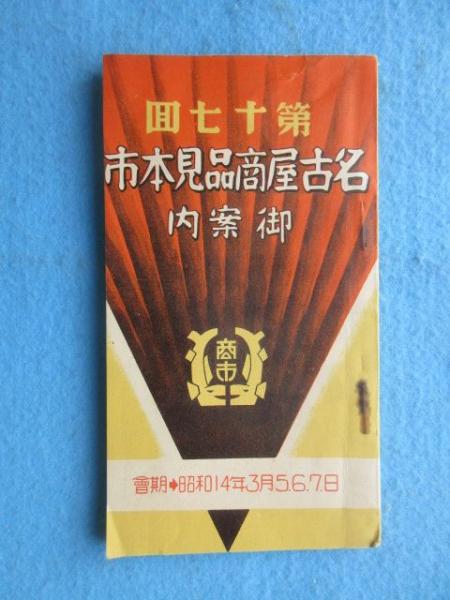 第十七回
名古屋商品見本市
御案内
商市
會期➡昭和14年3月5.6.7.日